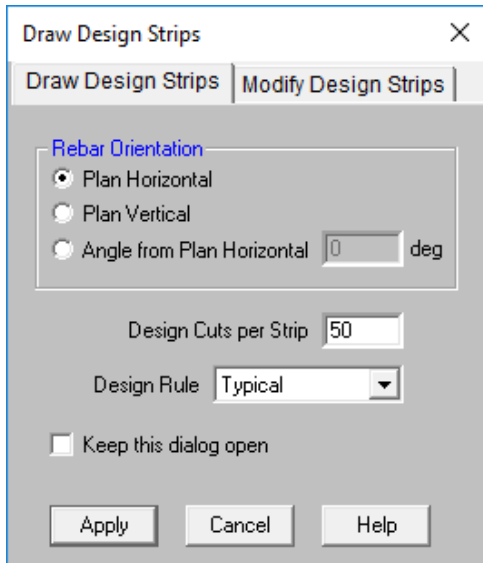 Draw Design Strips
Draw Design Strips Modify Design Strips
Rebar Orientation
Plan Horizontal
Plan Vertical
Angle from Plan Horizontal 0 deg
Design Cuts per Strip 50
Design Rule Typical
Keep this dialog open
Apply Cancel Help